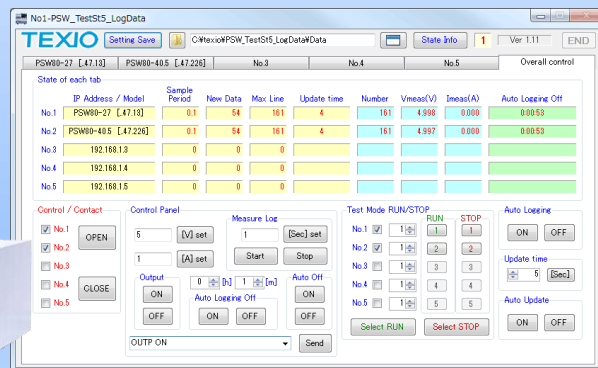 No1-PSW_TestSt5_LogData
TEXIO Setting Save C:¥texio¥PSW_TestSt5_LogData¥Data State Info 1 Ver 1.11 END
PSW80-27 [.47.13] PSW80-40.5 [.47.226] No.3 No.4 No.5 Overall control
State of each tab
IP Address / Model Sample Period New Data Max Line Update time Number Vmeas(V) Imeas(A) Auto Logging Off
No.1 PSW80-27 [.47.13] 0.1 54 161 4 161 4.998 0.000 0:00:53
No.2 PSW80-40.5 [.47.226] 0.1 54 161 4 161 4.997 0.000 0:00:53
No.3 192.168.1.3 0 0 0
No.4 192.168.1.4 0 0 0
No.5 192.168.1.5 0 0 0
Control / Contact
No.1
No.2
No.3
No.4
No.5
OPEN
CLOSE
Control Panel
5 [V] set
1 [A] set
Measure Log
1 [Sec] set
Start Stop
Output
ON
OFF
0 [h] 1 [m]
Auto Logging Off
ON OFF
Auto Off
ON
OFF
OUTP ON Send
Test Mode RUN/STOP
RUN STOP
No.1 1 1 1
No.2 1 2 2
No.3 1 3 3
No.4 1 4 4
No.5 1 5 5
Select RUN Select STOP
Auto Logging
ON OFF
Update time
5 [Sec]
Auto Update
ON OFF